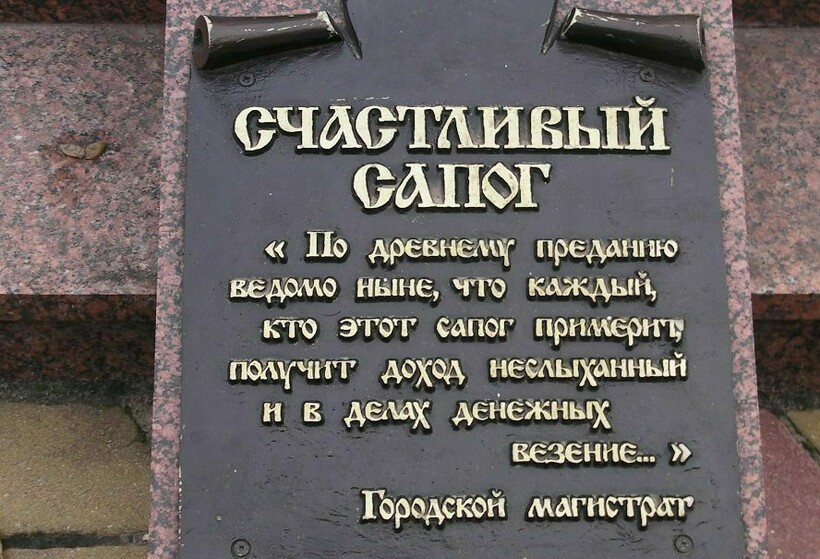 СЧАСТЛИВЫЙ
САПОГ
« По древнему преданию
ведомо ныне, что каждый,
кто этот сапог примерит,
получит доход неслыханный
и в делах денежных
везение... »
Городской магистрат